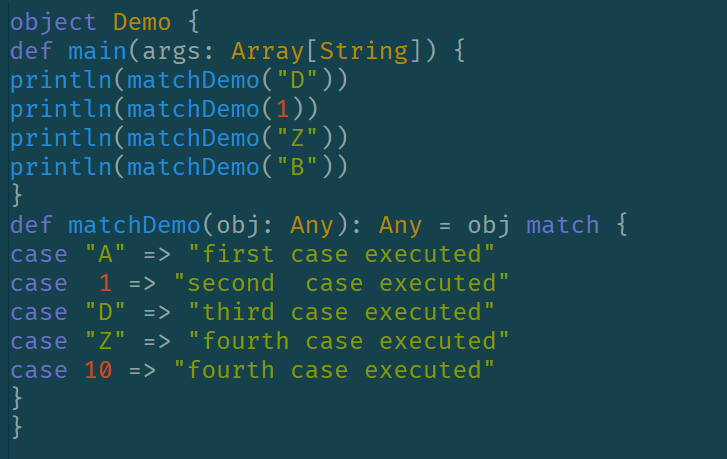 object Demo {
def main(args: Array[String]) {
println(matchDemo("D"))
println(matchDemo(1))
println(matchDemo("Z"))
println(matchDemo("B"))
}
def matchDemo(obj: Any): Any = obj match {
case "A" => "first case executed"
case  1 => "second  case executed"
case "D" => "third case executed"
case "Z" => "fourth case executed"
case 10 => "fourth case executed"
}
}